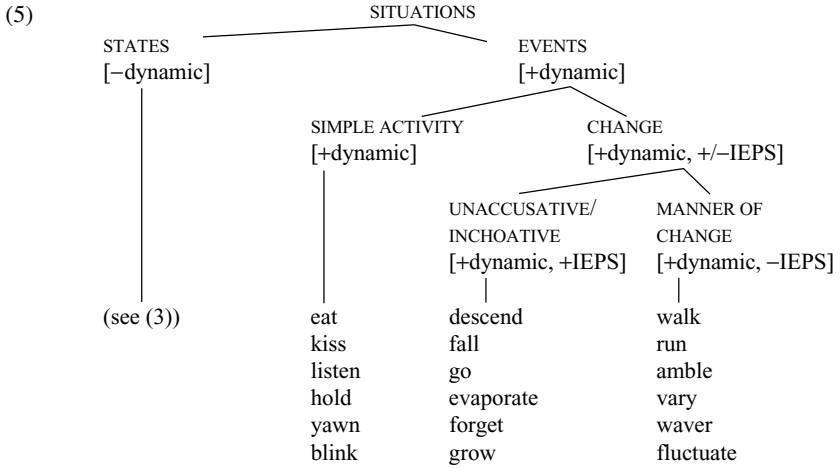 (5) SITUATIONS
STATES EVENTS
[−dynamic] [+dynamic]
SIMPLE ACTIVITY CHANGE
[+dynamic] [+dynamic, +/−IEPS]
UNACCUSATIVE/ MANNER OF
INCHOATIVE CHANGE
[+dynamic, +IEPS] [+dynamic, −IEPS]
(see (3)) eat descend walk
kiss fall run
listen go amble
hold evaporate vary
yawn forget waver
blink grow fluctuate